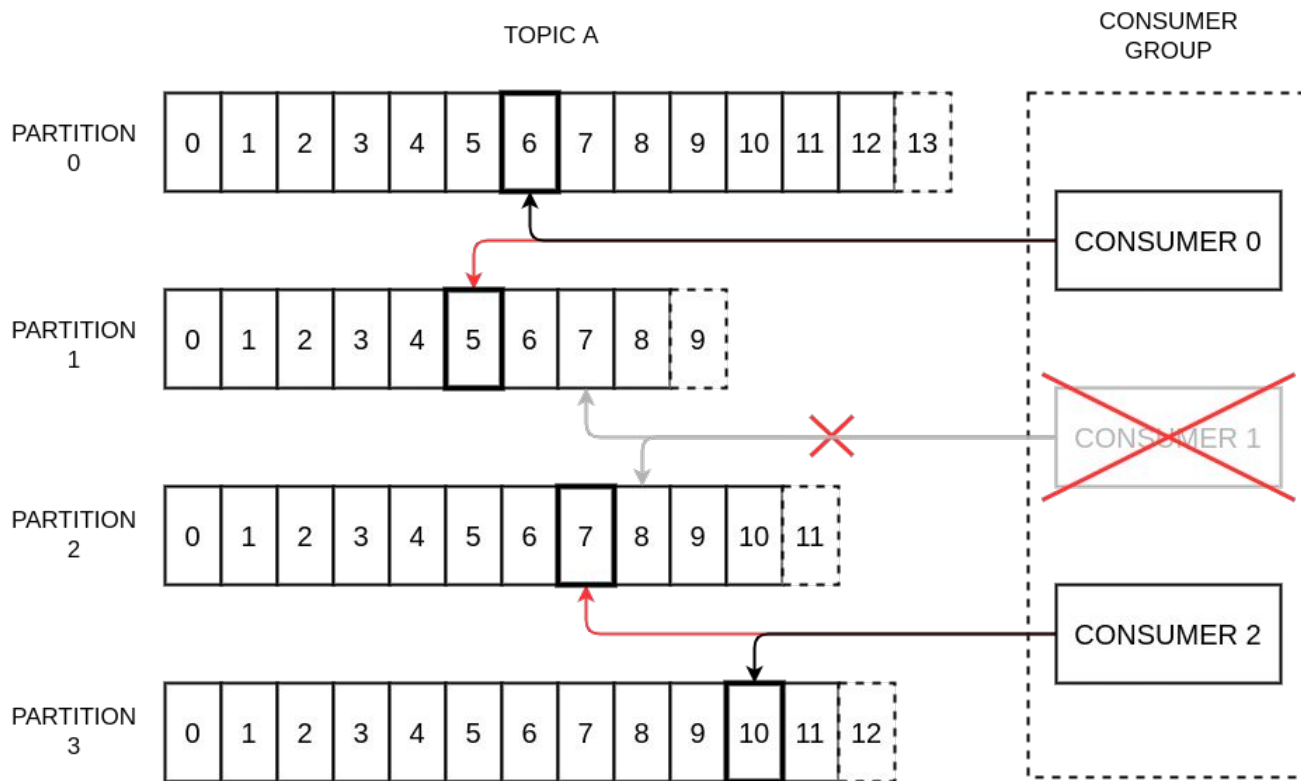 TOPIC A
CONSUMER
GROUP
PARTITION
0
0 1 2 3 4 5 6 7 8 9 10 11 12 13
CONSUMER 0
PARTITION
1
0 1 2 3 4 5 6 7 8 9
CONSUMER 1
PARTITION
2
0 1 2 3 4 5 6 7 8 9 10 11
CONSUMER 2
PARTITION
3
0 1 2 3 4 5 6 7 8 9 10 11 12